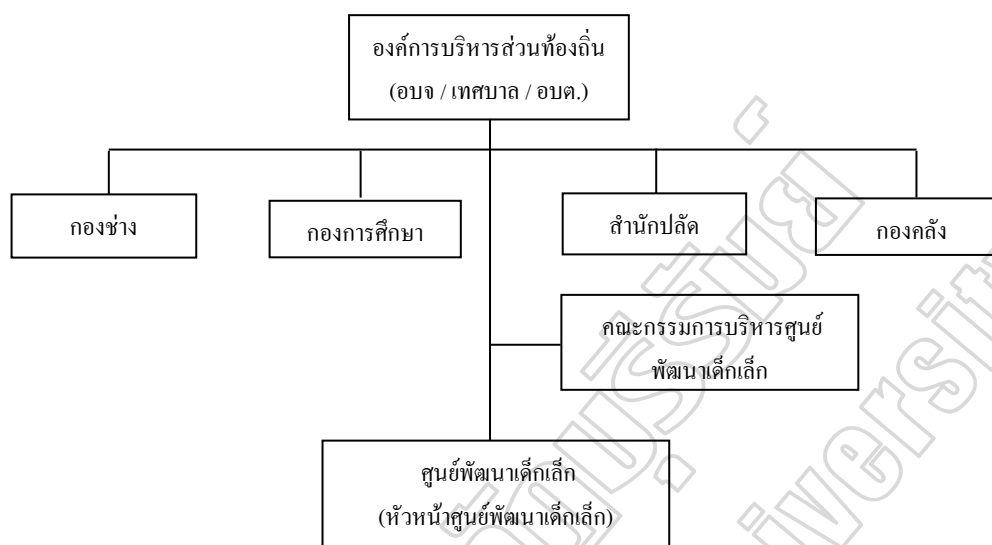 องค์การบริหารส่วนท้องถิ่น
(อบจ / เทศบาล / อบต.)
กองช่าง
กองการศึกษา
สำนักปลัด
กองคลัง
คณะกรรมการบริหารศูนย์
พัฒนาเด็กเล็ก
ศูนย์พัฒนาเด็กเล็ก
(หัวหน้าศูนย์พัฒนาเด็กเล็ก)